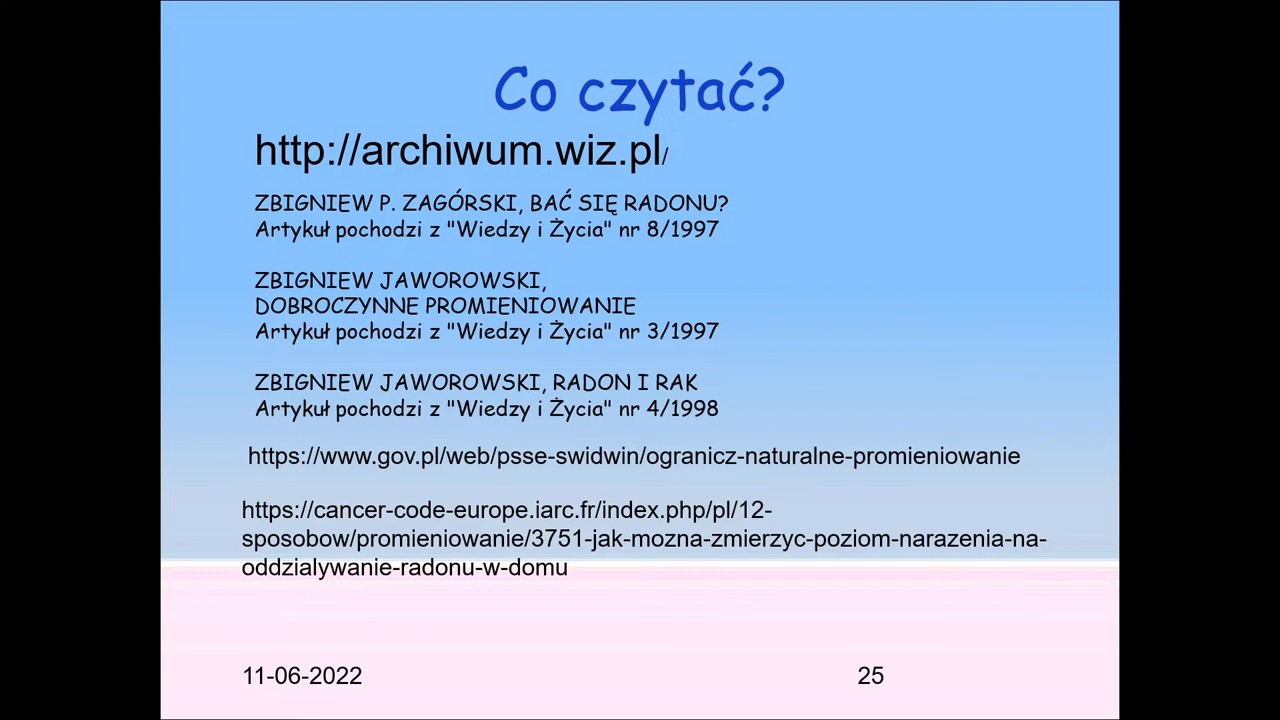 Co czytać?
http://archiwum.wiz.pl/
ZBIGNIEW P. ZAGÓRSKI, BAĆ SIĘ RADONU?
Artykuł pochodzi z "Wiedzy i Życia" nr 8/1997
ZBIGNIEW JAWOROWSKI,
DOBROCZYNNE PROMIENIOWANIE
Artykuł pochodzi z "Wiedzy i Życia" nr 3/1997
ZBIGNIEW JAWOROWSKI, RADON I RAK
Artykuł pochodzi z "Wiedzy i Życia" nr 4/1998
https://www.gov.pl/web/psse-swidwin/ogranicz-naturalne-promieniowanie
https://cancer-code-europe.iarc.fr/index.php/pl/12-
sposobow/promieniowanie/3751-jak-mozna-zmierzyc-poziom-narazenia-na-
oddzialywanie-radonu-w-domu
11-06-2022
25